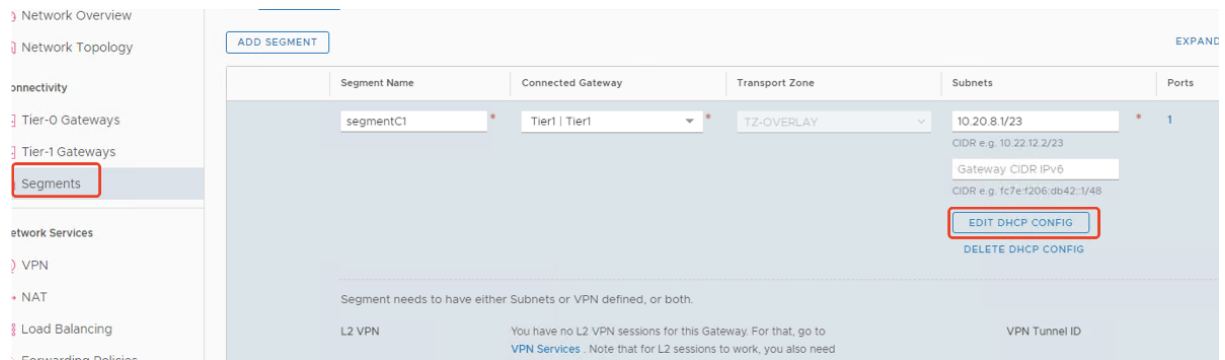 Network Overview
Network Topology
Tier-0 Gateways
Tier-1 Gateways
Segments
VPN
NAT
Load Balancing
ADD SEGMENT
EXPAND
Segment Name Connected Gateway Transport Zone Subnets Ports
segmentC1 * Tier1 | Tier1 * TZ-OVERLAY 10.20.8.1/23 * 1
CIDR e.g. 10.22.12.2/23
Gateway CIDR IPv6
CIDR e.g. fc7e:f206:db42::1/48
EDIT DHCP CONFIG
DELETE DHCP CONFIG
Segment needs to have either Subnets or VPN defined, or both.
L2 VPN You have no L2 VPN sessions for this Gateway. For that, go to VPN Tunnel ID
VPN Services . Note that for L2 sessions to work, you also need